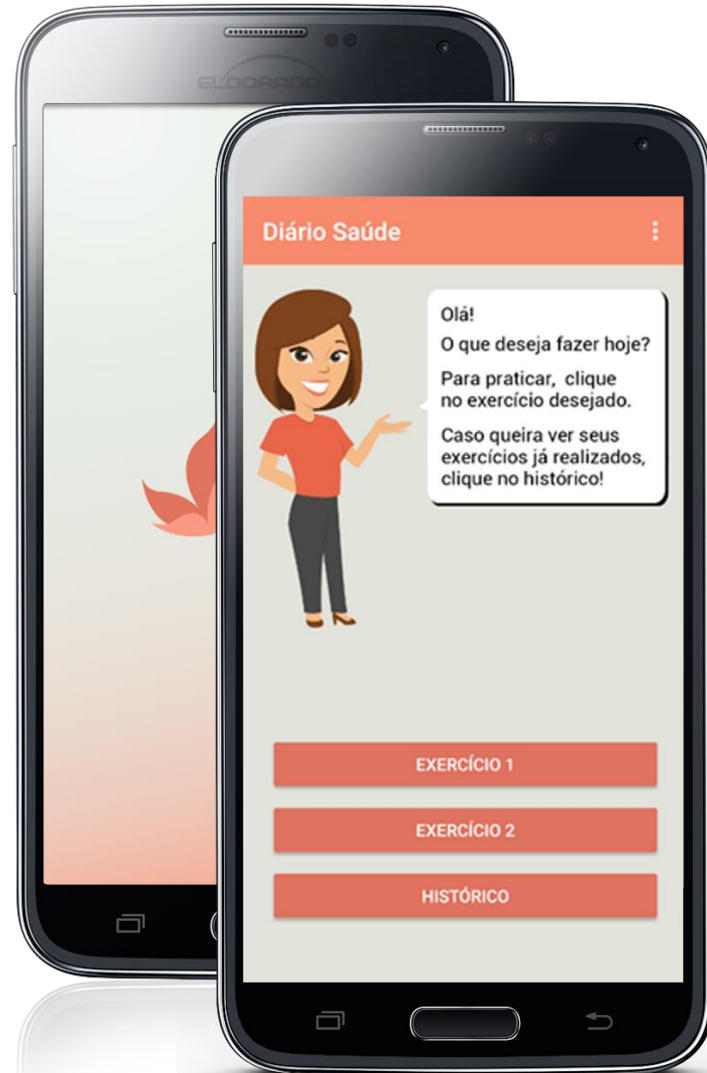 ELDORADO
Diário Saúde
Olá!
O que deseja fazer hoje?
Para praticar, clique
no exercício desejado.
Caso queira ver seus
exercícios já realizados,
clique no histórico!
EXERCÍCIO 1
EXERCÍCIO 2
HISTÓRICO